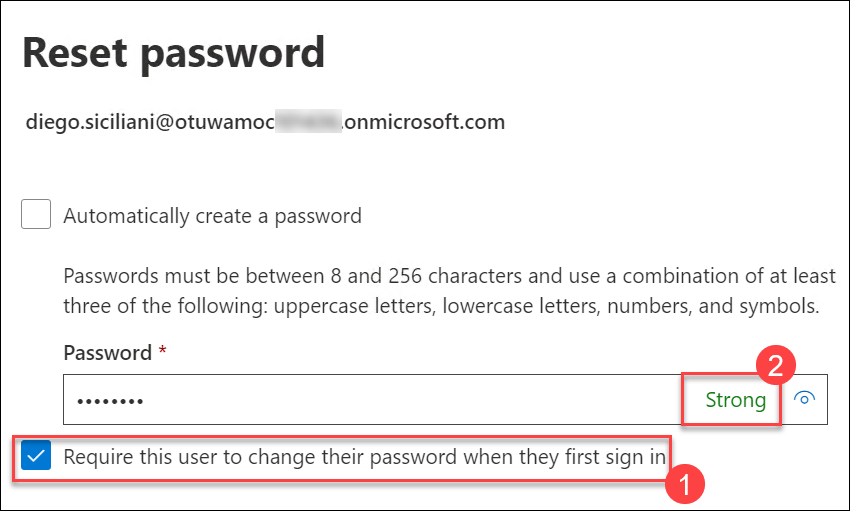 Reset password
diego.siciliani@otuwamoc .onmicrosoft.com
Automatically create a password
Passwords must be between 8 and 256 characters and use a combination of at least
three of the following: uppercase letters, lowercase letters, numbers, and symbols.
Password *
2
•••••••• Strong
Require this user to change their password when they first sign in
1